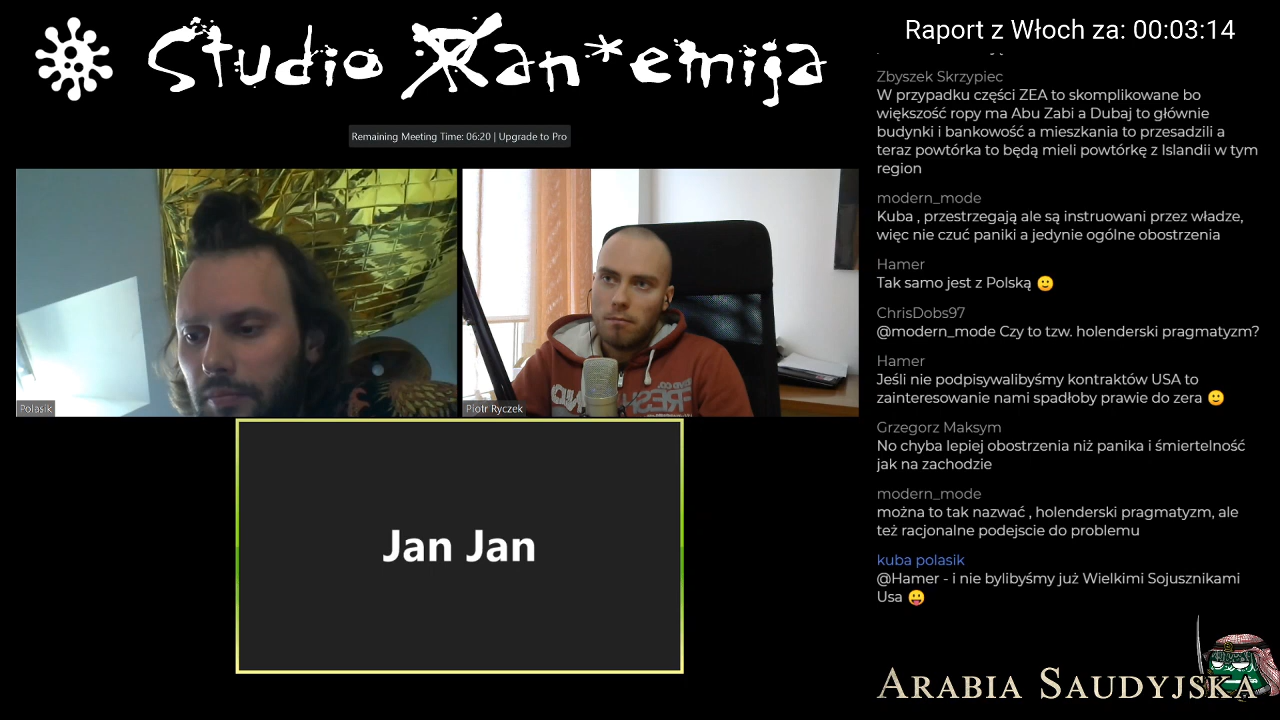 Studio Xan*emija
Raport z Włoch za: 00:03:14
Remaining Meeting Time: 06:20 | Upgrade to Pro
Polasik
Piotr Ryczek
Jan Jan
Zbyszek Skrzypiec
W przypadku części ZEA to skomplikowane bo
większość ropy ma Abu Zabi a Dubaj to głównie
budynki i bankowość a mieszkania to przesadzili a
teraz powtórka to będą mieli powtórkę z Islandii w tym
region
modern_mode
Kuba , przestrzegają ale są instruowani przez władze,
więc nie czuć paniki a jedynie ogólne obostrzenia
Hamer
Tak samo jest z Polską 🙂
ChrisDobs97
@modern_mode Czy to tzw. holenderski pragmatyzm?
Hamer
Jeśli nie podpisywalibyśmy kontraktów USA to
zainteresowanie nami spadłoby prawie do zera 🙂
Grzegorz Maksym
No chyba lepiej obostrzenia niż panika i śmiertelność
jak na zachodzie
modern_mode
można to tak nazwać , holenderski pragmatyzm, ale
też racjonalne podejscie do problemu
kuba polasik
@Hamer - i nie bylibyśmy już Wielkimi Sojusznikami
Usa 😛
Arabia Saudyjska